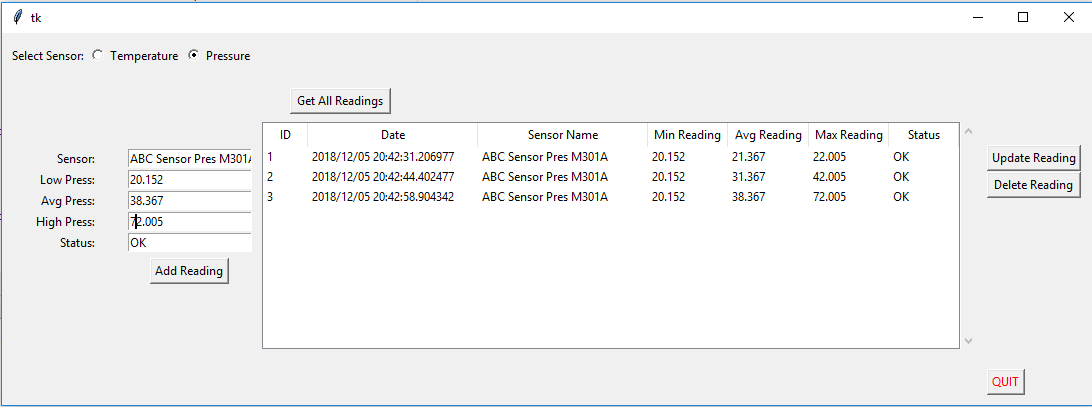 tk
Select Sensor: Temperature Pressure
Get All Readings
Sensor: ABC Sensor Pres M301A
Low Press: 20.152
Avg Press: 38.367
High Press: 72.005
Status: OK
Add Reading
ID Date Sensor Name Min Reading Avg Reading Max Reading Status
1 2018/12/05 20:42:31.206977 ABC Sensor Pres M301A 20.152 21.367 22.005 OK
2 2018/12/05 20:42:44.402477 ABC Sensor Pres M301A 20.152 31.367 42.005 OK
3 2018/12/05 20:42:58.904342 ABC Sensor Pres M301A 20.152 38.367 72.005 OK
Update Reading
Delete Reading
QUIT